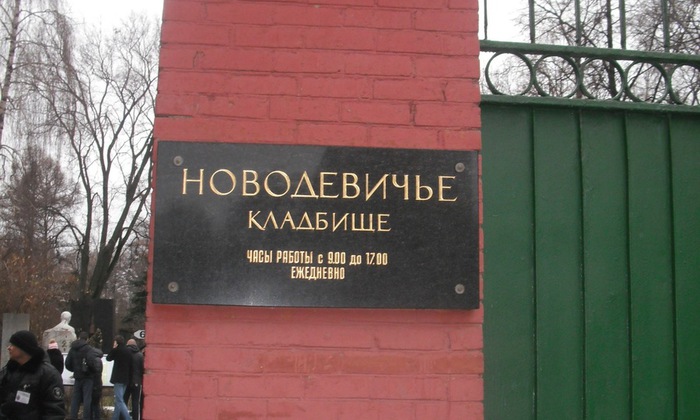 НОВОДЕВИЧЬЕ
КЛАДБИЩЕ
ЧАСЫ РАБОТЫ с 9.00 до 17.00
ЕЖЕДНЕВНО